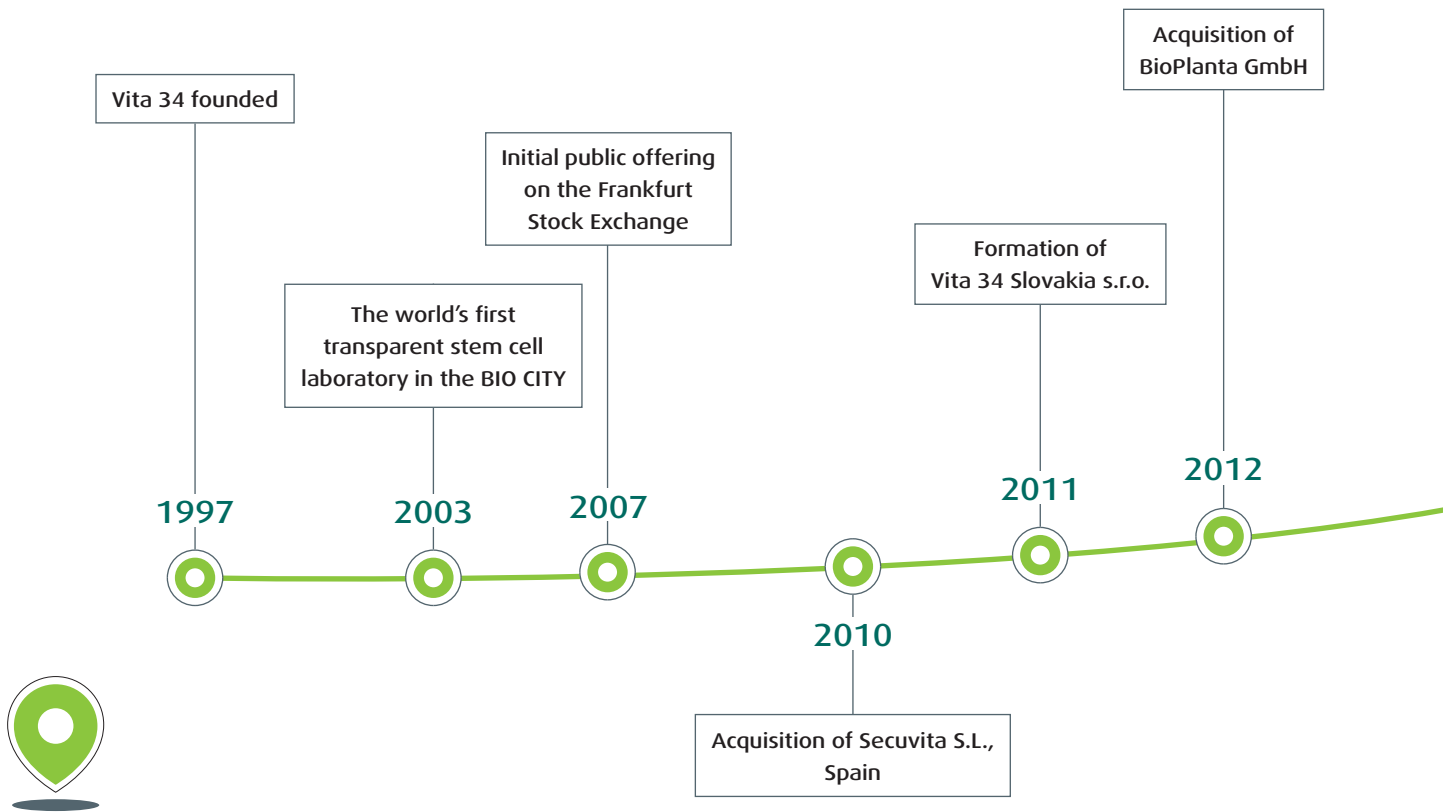 Vita 34 founded
1997
The world's first
transparent stem cell
laboratory in the BIO CITY
2003
Initial public offering
on the Frankfurt
Stock Exchange
2007
2010
Acquisition of Secuvita S.L.,
Spain
Formation of
Vita 34 Slovakia s.r.o.
2011
Acquisition of
BioPlanta GmbH
2012